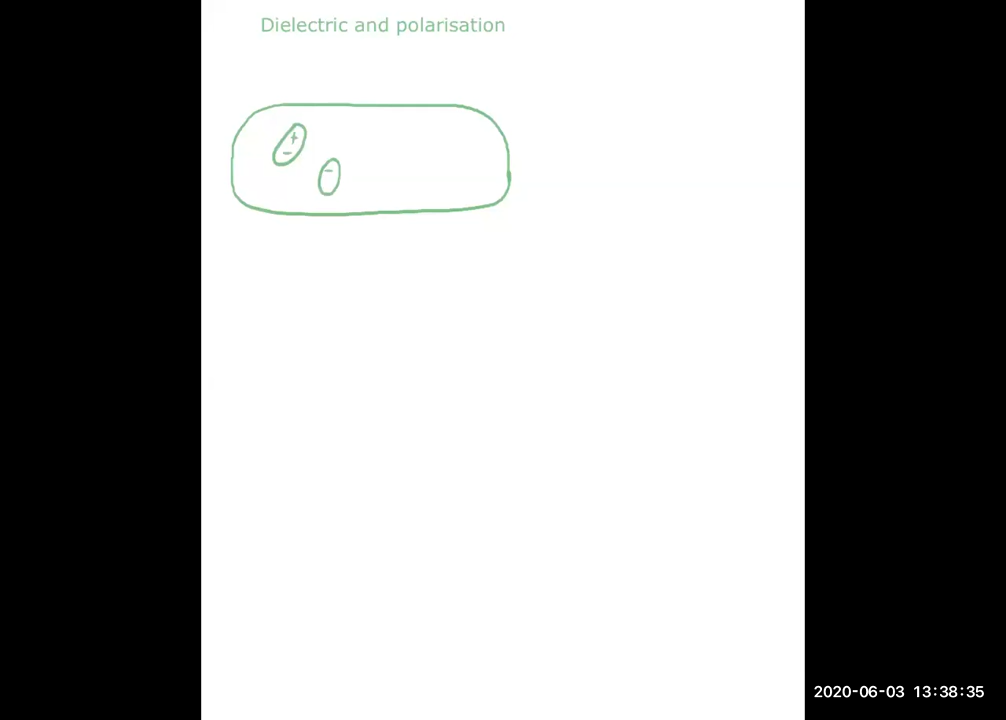 Dielectric and polarisation
+
-
-
2020-06-03 13:38:35